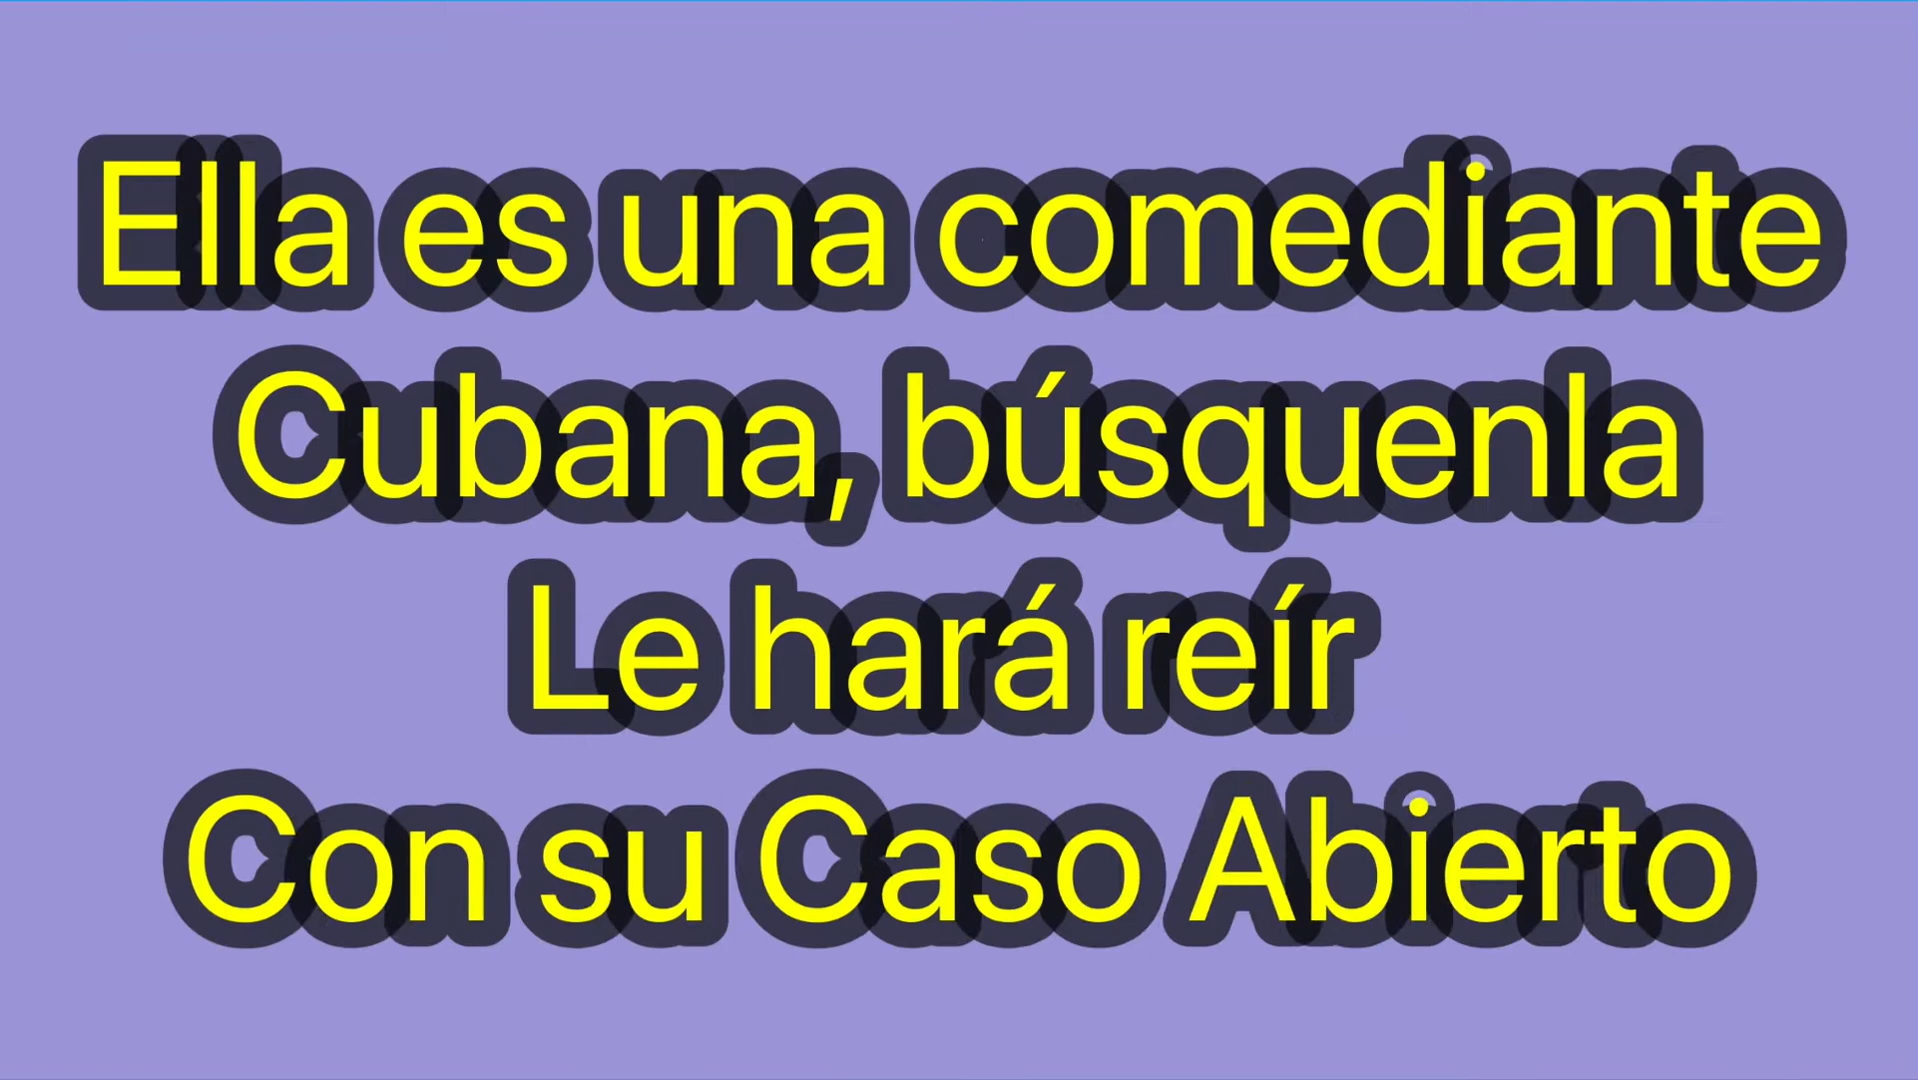 Ella es una comediante
Cubana, búsquenla
Le hará reír
Con su Caso Abierto